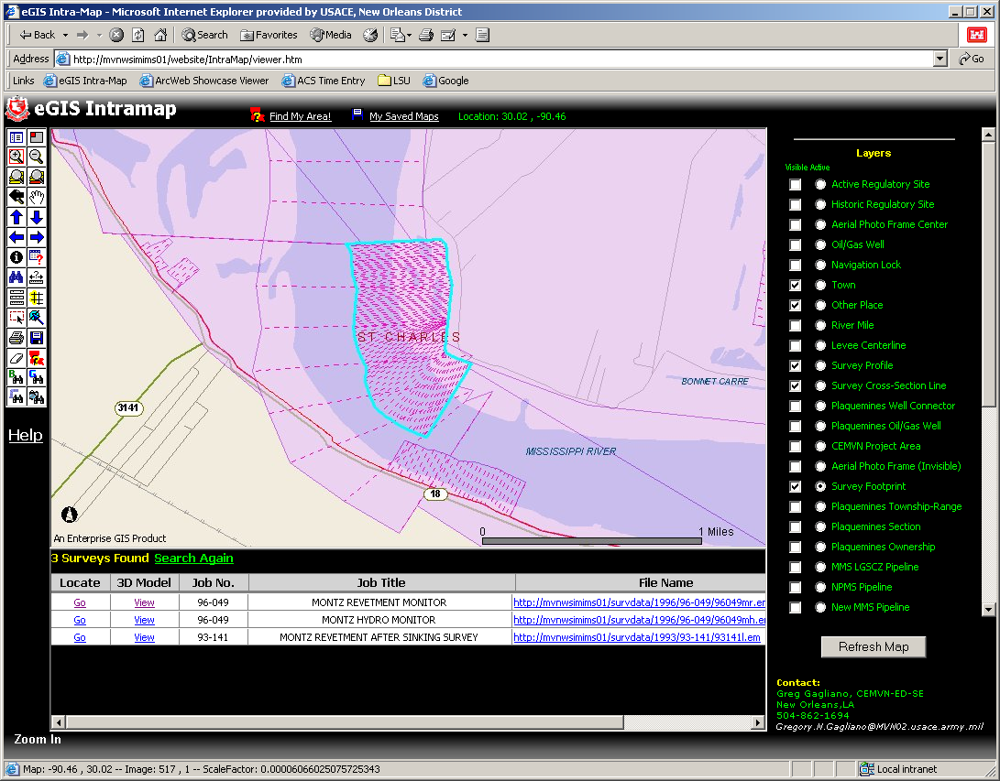 eGIS Intra-Map - Microsoft Internet Explorer provided by USACE, New Orleans District
Back Search Favorites Media
Address http://mvnwsimims01/website/IntraMap/viewer.htm Go
Links eGIS Intra-Map ArcWeb Showcase Viewer ACS Time Entry LSU Google
eGIS Intramap
Find My Area! My Saved Maps Location: 30.02 , -90.46
Help
ST CHARLES
BONNET CARRE
3141
MISSISSIPPI RIVER
18
0 1 Miles
An Enterprise GIS Product
Layers
Visible Active
Active Regulatory Site
Historic Regulatory Site
Aerial Photo Frame Center
Oil/Gas Well
Navigation Lock
Town
Other Place
River Mile
Levee Centerline
Survey Profile
Survey Cross-Section Line
Plaquemines Well Connector
Plaquemines Oil/Gas Well
CEMVN Project Area
Aerial Photo Frame (Invisible)
Survey Footprint
Plaquemines Township-Range
Plaquemines Section
Plaquemines Ownership
MMS LGSCZ Pipeline
NPMS Pipeline
New MMS Pipeline
Refresh Map
Contact:
Greg Gagliano, CEMVN-ED-SE
New Orleans,LA
504-862-1694
Gregory.N.Gagliano@MVN02.usace.army.mil
3 Surveys Found Search Again
Locate 3D Model Job No. Job Title File Name
Go View 96-049 MONTZ REVETMENT MONITOR http://mvnwsimims01/survdata/1996/96-049/96049mr.er
Go View 96-049 MONTZ HYDRO MONITOR http://mvnwsimims01/survdata/1996/96-049/96049mh.er
Go View 93-141 MONTZ REVETMENT AFTER SINKING SURVEY http://mvnwsimims01/survdata/1993/93-141/93141l.em
Zoom In
Map: -90.46 , 30.02 -- Image: 517 , 1 -- ScaleFactor: 0.00006066025075725343 Local intranet